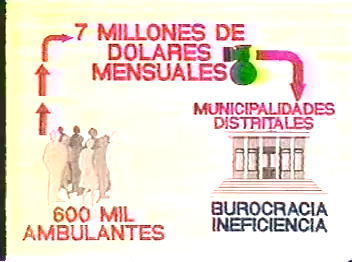 7 MILLONES DE
DOLARES
MENSUALES
MUNICIPALIDADES
DISTRITALES
600 MIL
AMBULANTES
BUROCRACIA
INEFICIENCIA